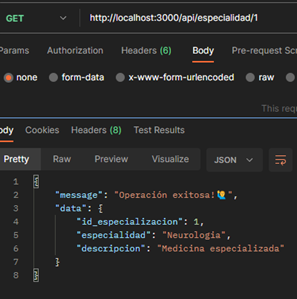 GET http://localhost:3000/api/especialidad/1
Params Authorization Headers (6) Body Pre-request Scr
none form-data x-www-form-urlencoded raw
This requ
Body Cookies Headers (8) Test Results
Pretty Raw Preview Visualize JSON
1 {
2 "message": "Operación exitosa!🙋",
3 "data": {
4 "id_especializacion": 1,
5 "especialidad": "Neurología",
6 "descripcion": "Medicina especializada"
7 }
8 }